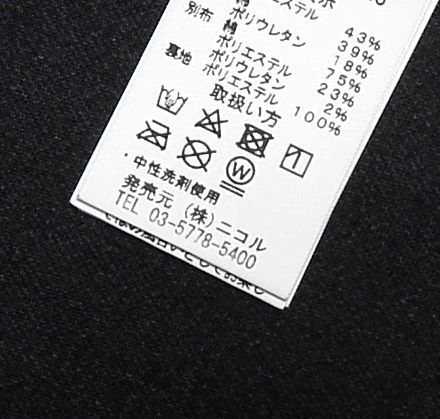 ポリエステル 43%
別布 綿 39%
ポリウレタン 18%
ポリエステル 75%
ポリウレタン 23%
裏地 ポリエステル 2%
100%
取扱い方
W
・中性洗剤使用
発売元 (株)ニコル
TEL 03-5778-5400